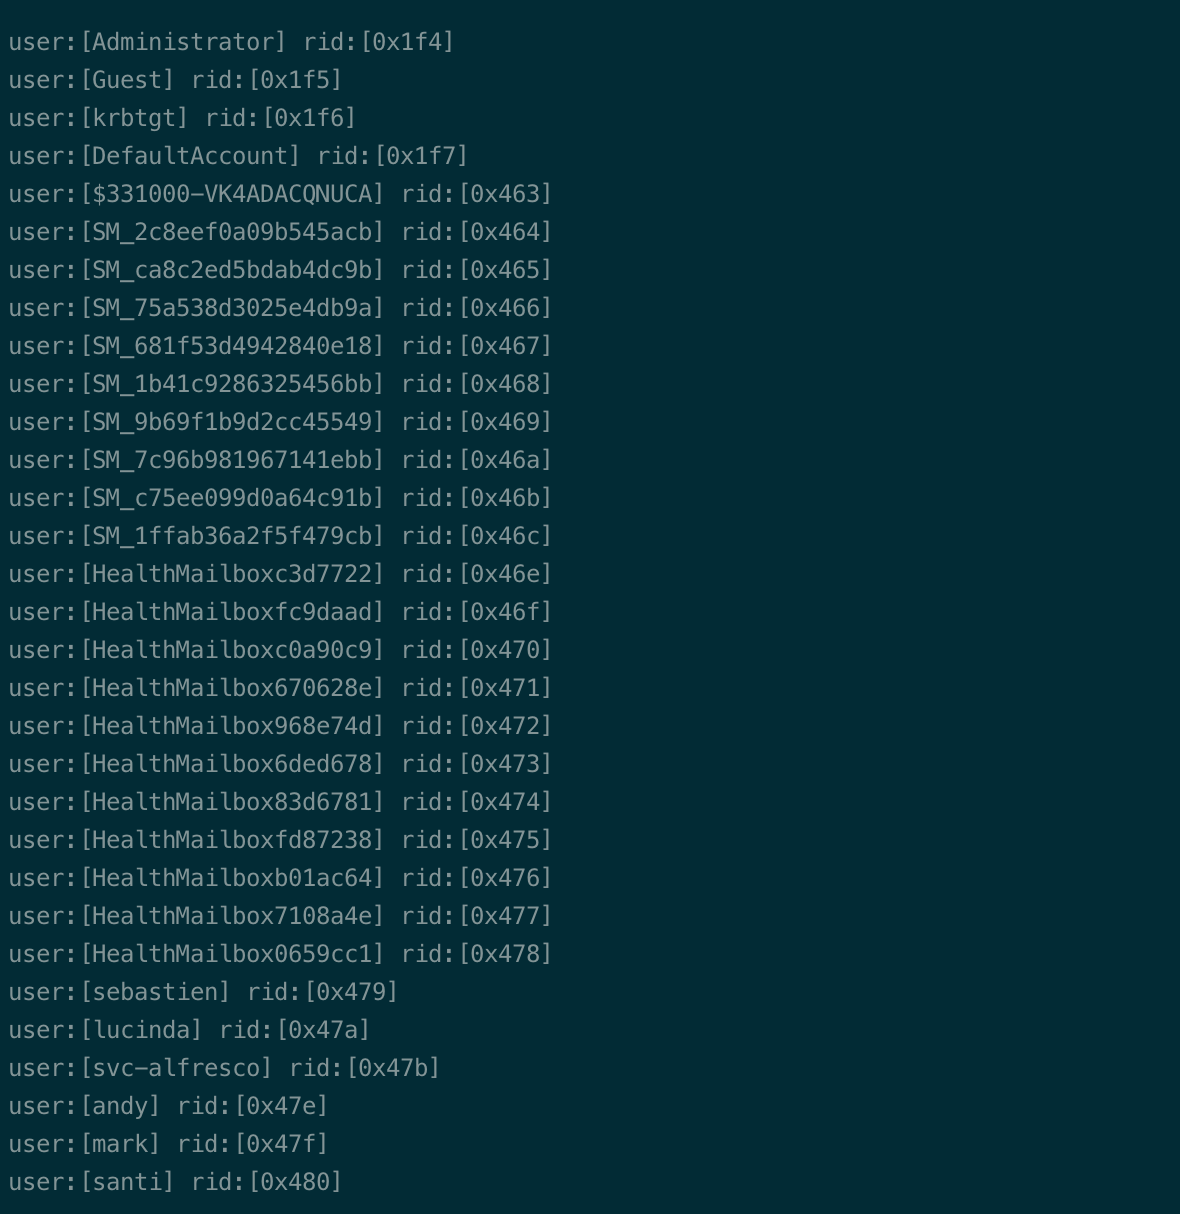 user:[Administrator] rid:[0x1f4]
user:[Guest] rid:[0x1f5]
user:[krbtgt] rid:[0x1f6]
user:[DefaultAccount] rid:[0x1f7]
user:[$331000-VK4ADACQNUCA] rid:[0x463]
user:[SM_2c8eef0a09b545acb] rid:[0x464]
user:[SM_ca8c2ed5bdab4dc9b] rid:[0x465]
user:[SM_75a538d3025e4db9a] rid:[0x466]
user:[SM_681f53d4942840e18] rid:[0x467]
user:[SM_1b41c9286325456bb] rid:[0x468]
user:[SM_9b69f1b9d2cc45549] rid:[0x469]
user:[SM_7c96b981967141ebb] rid:[0x46a]
user:[SM_c75ee099d0a64c91b] rid:[0x46b]
user:[SM_1ffab36a2f5f479cb] rid:[0x46c]
user:[HealthMailboxc3d7722] rid:[0x46e]
user:[HealthMailboxfc9daad] rid:[0x46f]
user:[HealthMailboxc0a90c9] rid:[0x470]
user:[HealthMailbox670628e] rid:[0x471]
user:[HealthMailbox968e74d] rid:[0x472]
user:[HealthMailbox6ded678] rid:[0x473]
user:[HealthMailbox83d6781] rid:[0x474]
user:[HealthMailboxfd87238] rid:[0x475]
user:[HealthMailboxb01ac64] rid:[0x476]
user:[HealthMailbox7108a4e] rid:[0x477]
user:[HealthMailbox0659cc1] rid:[0x478]
user:[sebastien] rid:[0x479]
user:[lucinda] rid:[0x47a]
user:[svc-alfresco] rid:[0x47b]
user:[andy] rid:[0x47e]
user:[mark] rid:[0x47f]
user:[santi] rid:[0x480]